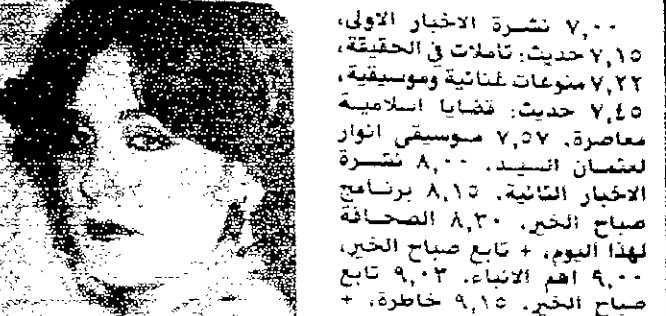 ٧,٠٠ نشرة الاخبار الاولى،
٧,١٥ حديث: تاملات في الحقيقة،
٧,٢٢ منوعات غنائية وموسيقية،
٧,٤٥ حديث: قضايا اسلامية
معاصرة، ٧,٥٧ موسيقى انوار
لعثمان السيد، ٨,٠٠ نشرة
الاخبار الثانية، ٨,١٥ برنامج
صباح الخير، ٨,٣٠ الصحافة
لهذا اليوم، + تابع صباح الخير،
٩,٠٠ اهم الانباء، ٩,٠٣ تابع
صباح الخير، ٩,١٥ خاطرة، +